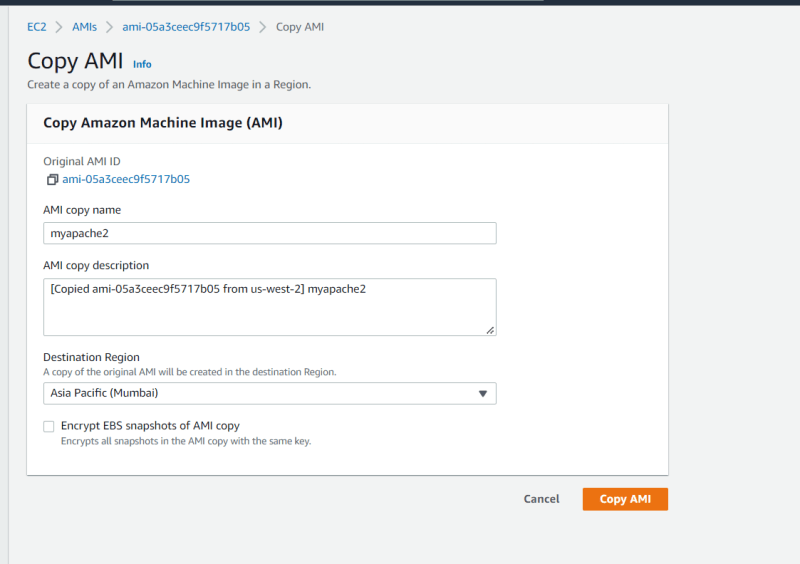 EC2 > AMIs > ami-05a3ceec9f5717b05 > Copy AMI
Copy AMI Info
Create a copy of an Amazon Machine Image in a Region.
Copy Amazon Machine Image (AMI)
Original AMI ID
ami-05a3ceec9f5717b05
AMI copy name
myapache2
AMI copy description
[Copied ami-05a3ceec9f5717b05 from us-west-2] myapache2
Destination Region
A copy of the original AMI will be created in the destination Region.
Asia Pacific (Mumbai)
Encrypt EBS snapshots of AMI copy
Encrypts all snapshots in the AMI copy with the same key.
Cancel Copy AMI